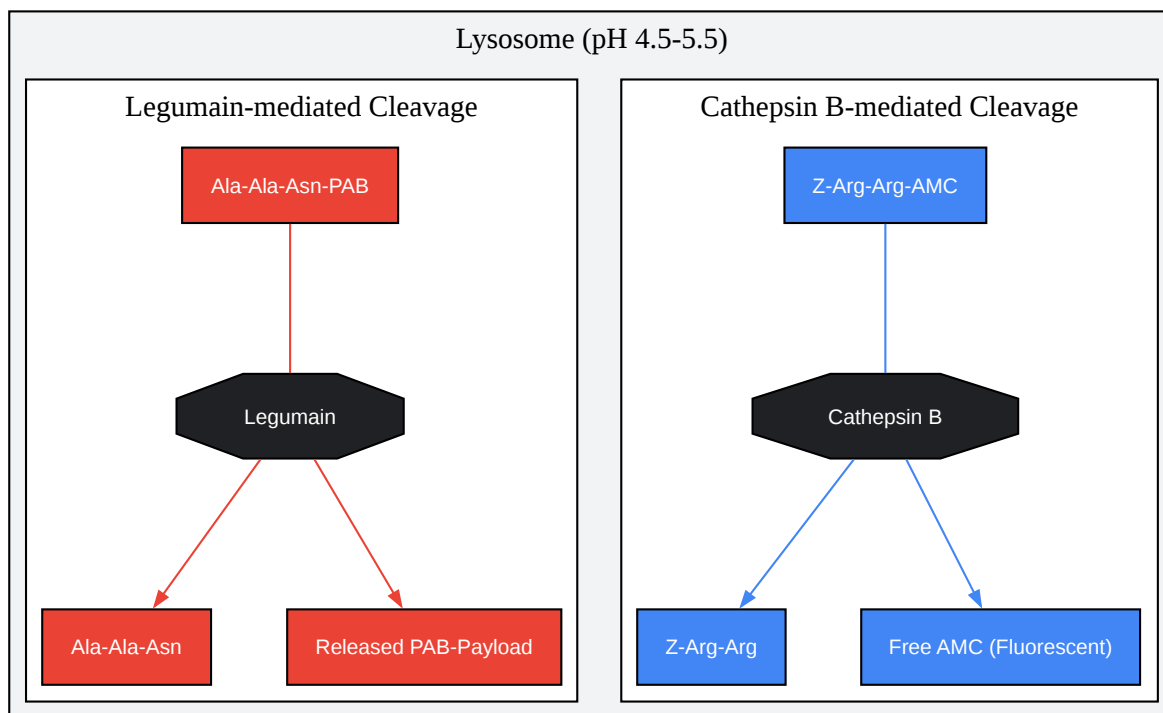 Lysosome (pH 4.5-5.5)
Legumain-mediated Cleavage
Ala-Ala-Asn-PAB
Legumain
Ala-Ala-Asn
Released PAB-Payload
Cathepsin B-mediated Cleavage
Z-Arg-Arg-AMC
Cathepsin B
Z-Arg-Arg
Free AMC (Fluorescent)